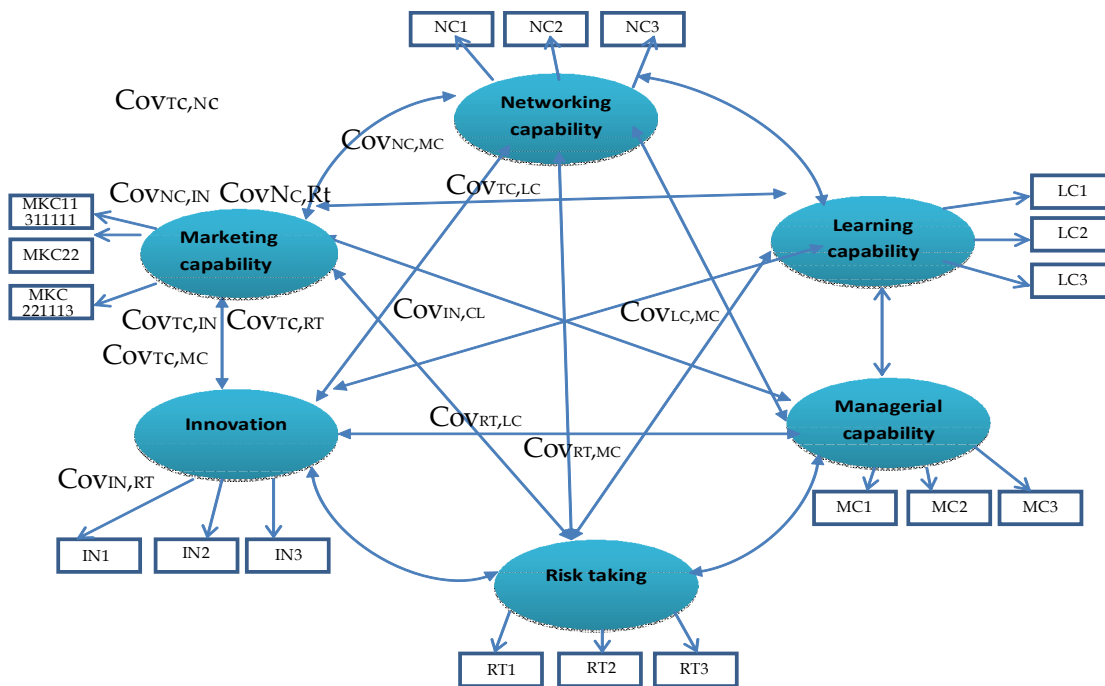 NC1
NC2
NC3
Networking
capability
CovTC,NC
CovNC,MC
CovNC,IN
CovNC,Rt
CovTC,LC
MKC11
311111
MKC22
MKC
221113
Marketing
capability
Learning
capability
LC1
LC2
LC3
CovTC,IN
CovTC,RT
CovTC,MC
CovIN,CL
CovLC,MC
Innovation
Managerial
capability
CovRT,LC
CovRT,MC
CovIN,RT
IN1
IN2
IN3
MC1
MC2
MC3
Risk taking
RT1
RT2
RT3